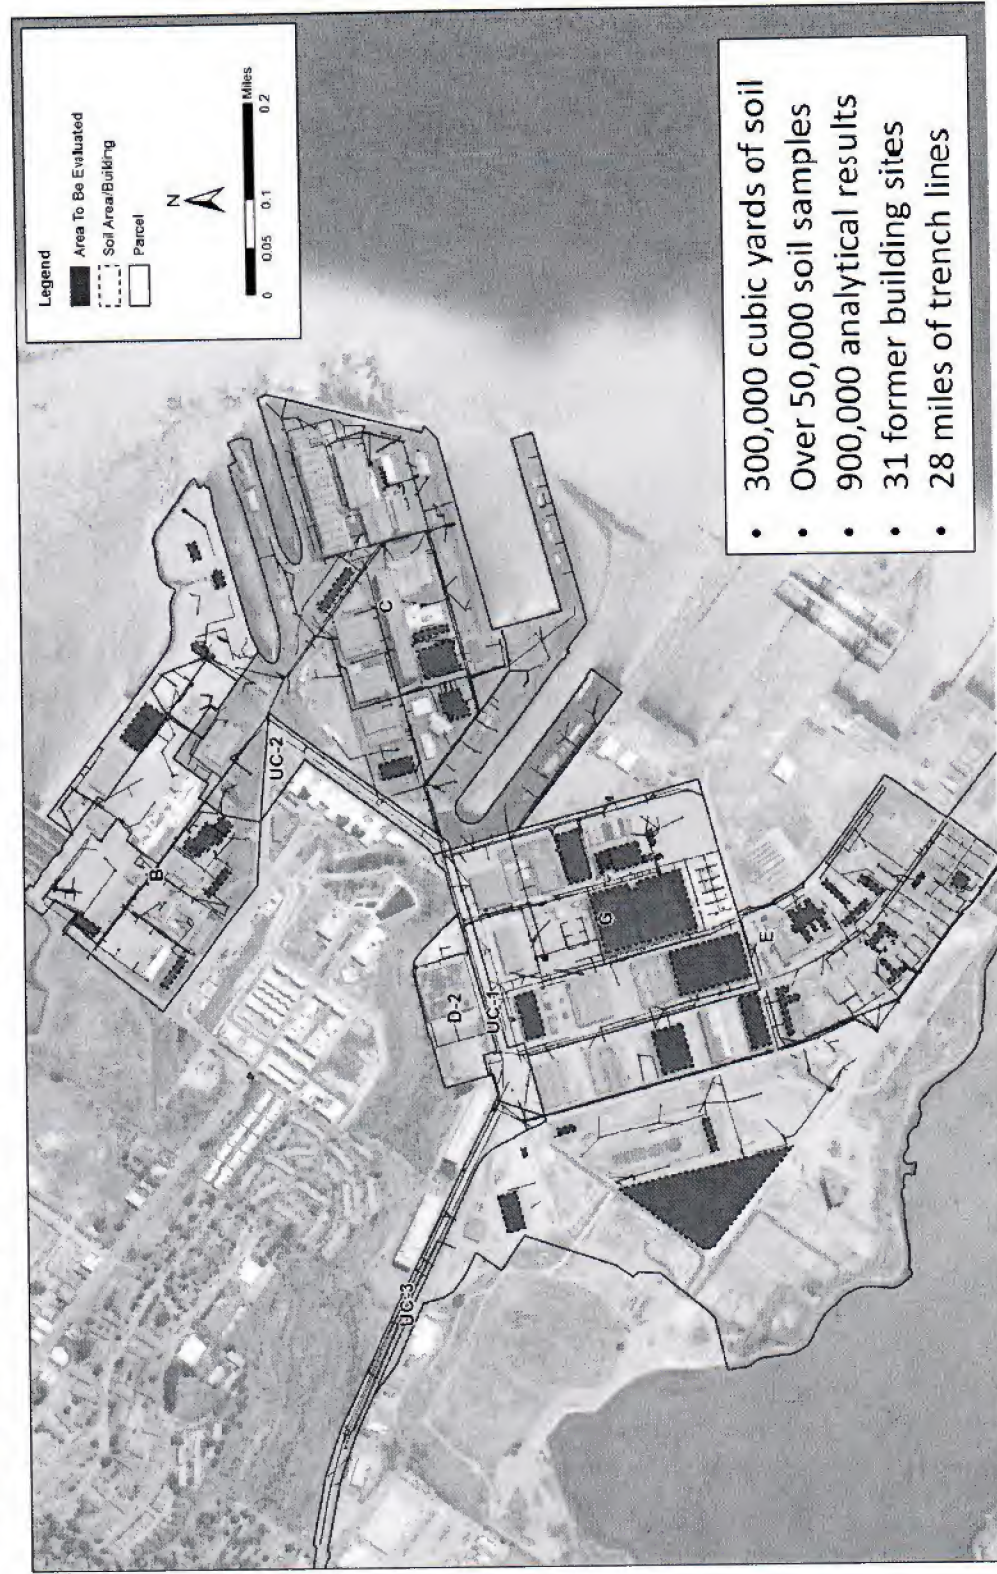 Legend
Area To Be Evaluated
Soil Area/Building
Parcel
N
0 0.05 0.1 0.2
Miles
B
UC-2
C
D-2
UC-1
G
E
UC-3
• 300,000 cubic yards of soil
• Over 50,000 soil samples
• 900,000 analytical results
• 31 former building sites
• 28 miles of trench lines